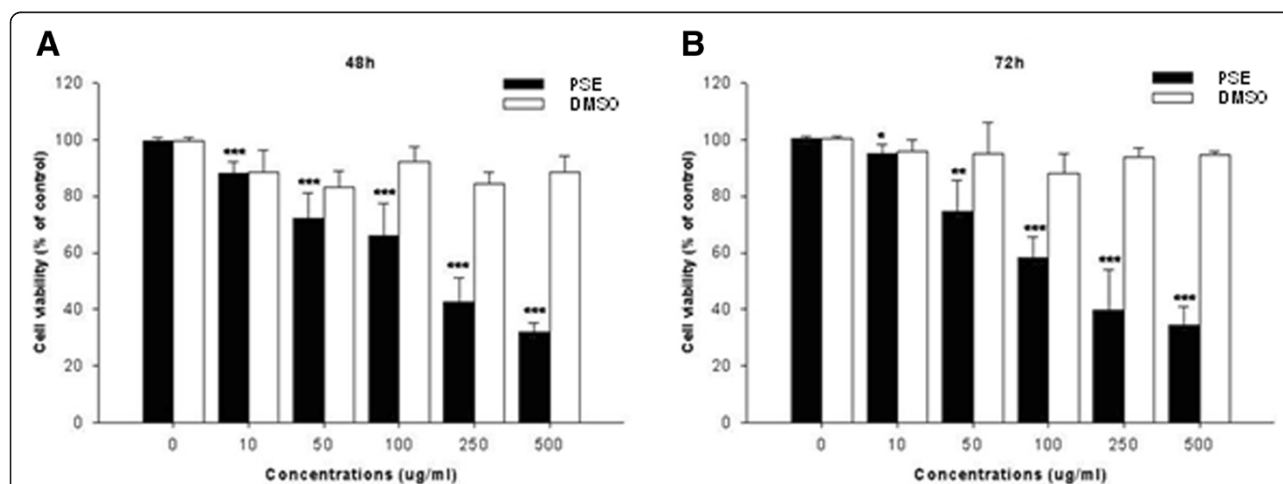 A
48h
PSE
DMSO
Cell viability (% of control)
120
100
80
60
40
20
0
***
***
***
***
***
0 10 50 100 250 500
Concentrations (ug/ml)
B
72h
PSE
DMSO
Cell viability (% of control)
120
100
80
60
40
20
0
*
**
***
***
***
0 10 50 100 250 500
Concentrations (ug/ml)